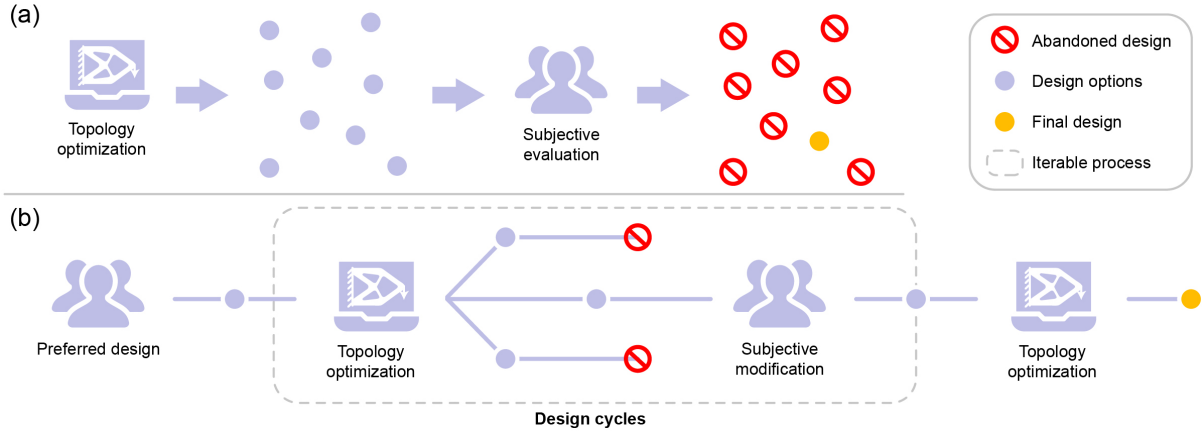 (a)
Topology
optimization
Subjective
evaluation
Abandoned design
Design options
Final design
Iterable process
(b)
Preferred design
Topology
optimization
Subjective
modification
Topology
optimization
Design cycles